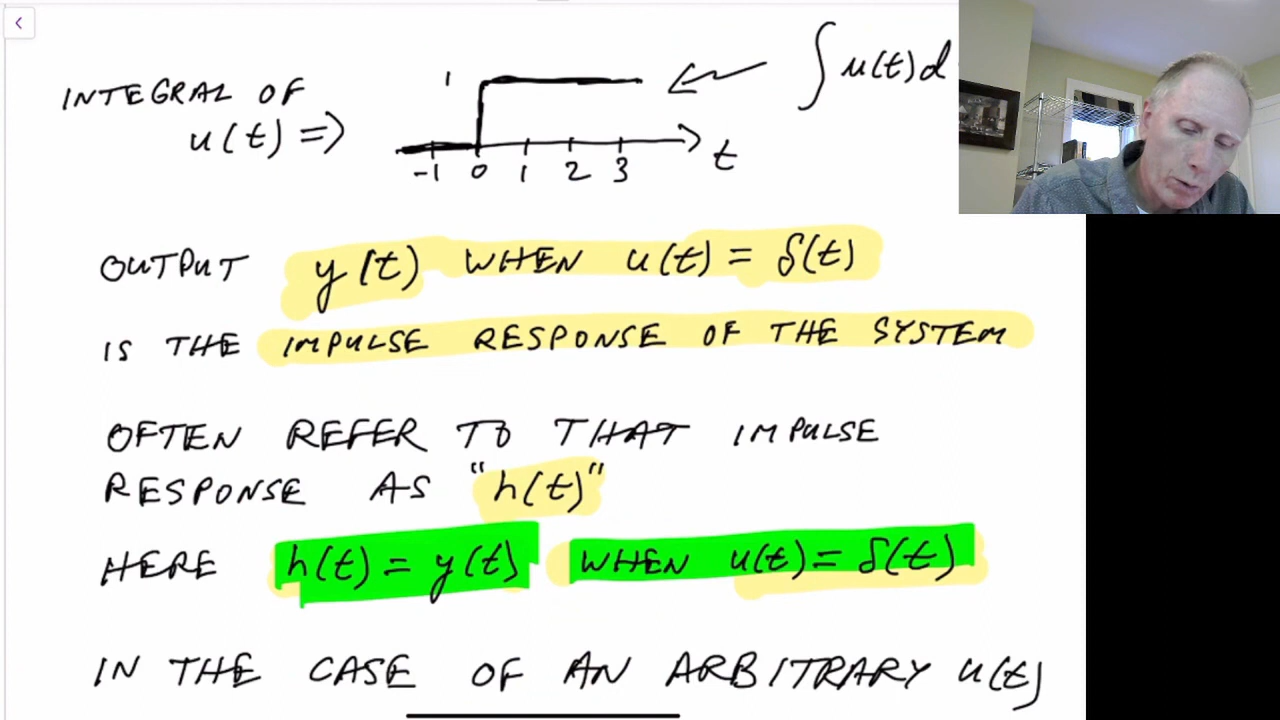 INTEGRAL OF
u(t) =>
1
∫ u(t) d
-1 0 1 2 3
t
OUTPUT y(t) WHEN u(t) = δ(t)
IS THE IMPULSE RESPONSE OF THE SYSTEM
OFTEN REFER TO THAT IMPULSE
RESPONSE AS "h(t)"
HERE h(t) = y(t) WHEN u(t) = δ(t)
IN THE CASE OF AN ARBITRARY u(t)